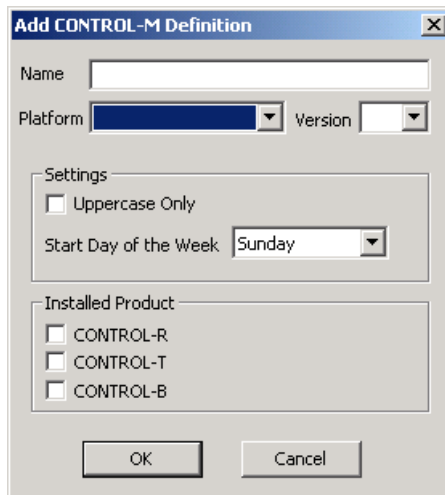 Add CONTROL-M Definition
Name
Platform Version
Settings
Uppercase Only
Start Day of the Week Sunday
Installed Product
CONTROL-R
CONTROL-T
CONTROL-B
OK Cancel